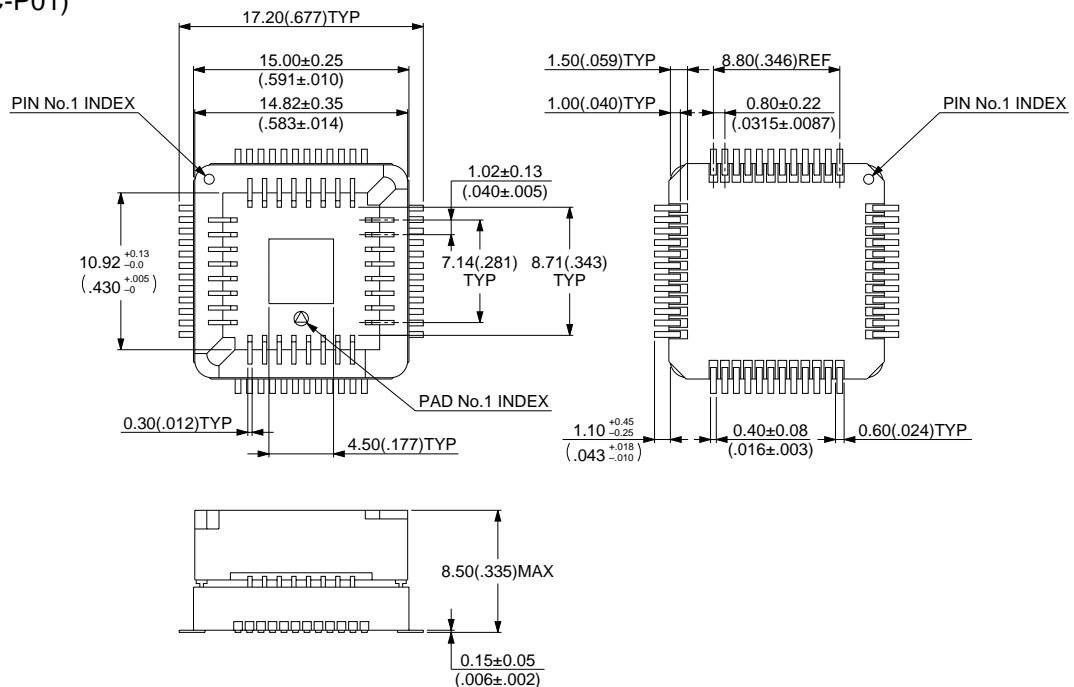 -P01)
17.20(.677)TYP
15.00±0.25
(.591±.010)
14.82±0.35
(.583±.014)
PIN No.1 INDEX
1.02±0.13
(.040±.005)
10.92 +0.13 –0.0
(.430 +.005 –0)
7.14(.281)
TYP
8.71(.343)
TYP
PAD No.1 INDEX
0.30(.012)TYP
4.50(.177)TYP
1.50(.059)TYP
8.80(.346)REF
1.00(.040)TYP
0.80±0.22
(.0315±.0087)
PIN No.1 INDEX
1.10 +0.45 –0.25
(.043 +.018 –.010)
0.40±0.08
(.016±.003)
0.60(.024)TYP
8.50(.335)MAX
0.15±0.05
(.006±.002)